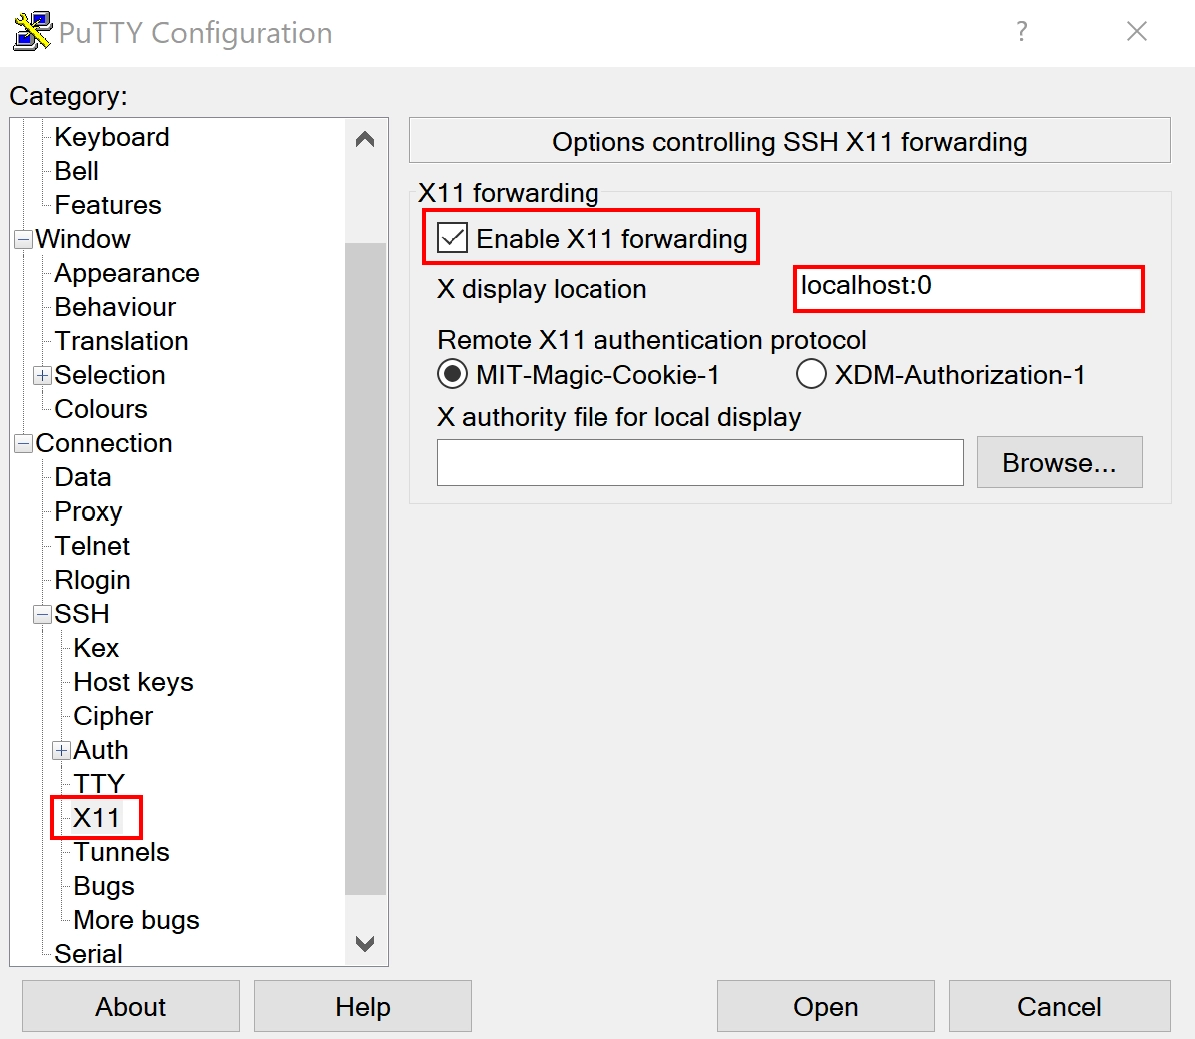 PuTTY Configuration
?
Category:
Keyboard
Bell
Features
Window
Appearance
Behaviour
Translation
Selection
Colours
Connection
Data
Proxy
Telnet
Rlogin
SSH
Kex
Host keys
Cipher
Auth
TTY
X11
Tunnels
Bugs
More bugs
Serial
Options controlling SSH X11 forwarding
X11 forwarding
Enable X11 forwarding
X display location
localhost:0
Remote X11 authentication protocol
MIT-Magic-Cookie-1
XDM-Authorization-1
X authority file for local display
Browse...
About
Help
Open
Cancel